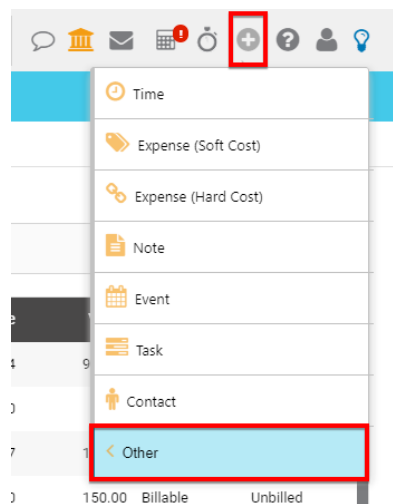 Time
Expense (Soft Cost)
Expense (Hard Cost)
Note
Event
Task
Contact
Other
150.00 Billable Unbilled